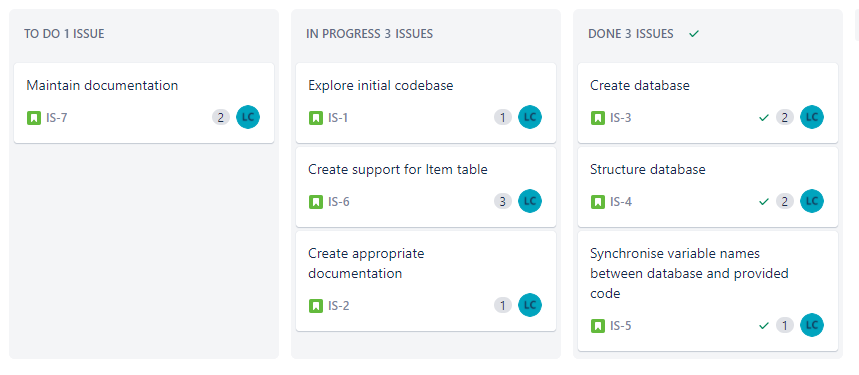 TO DO 1 ISSUE
Maintain documentation
IS-7 2 LC
IN PROGRESS 3 ISSUES
Explore initial codebase
IS-1 1 LC
Create support for Item table
IS-6 3 LC
Create appropriate
documentation
IS-2 1 LC
DONE 3 ISSUES
Create database
IS-3 2 LC
Structure database
IS-4 2 LC
Synchronise variable names
between database and provided
code
IS-5 1 LC